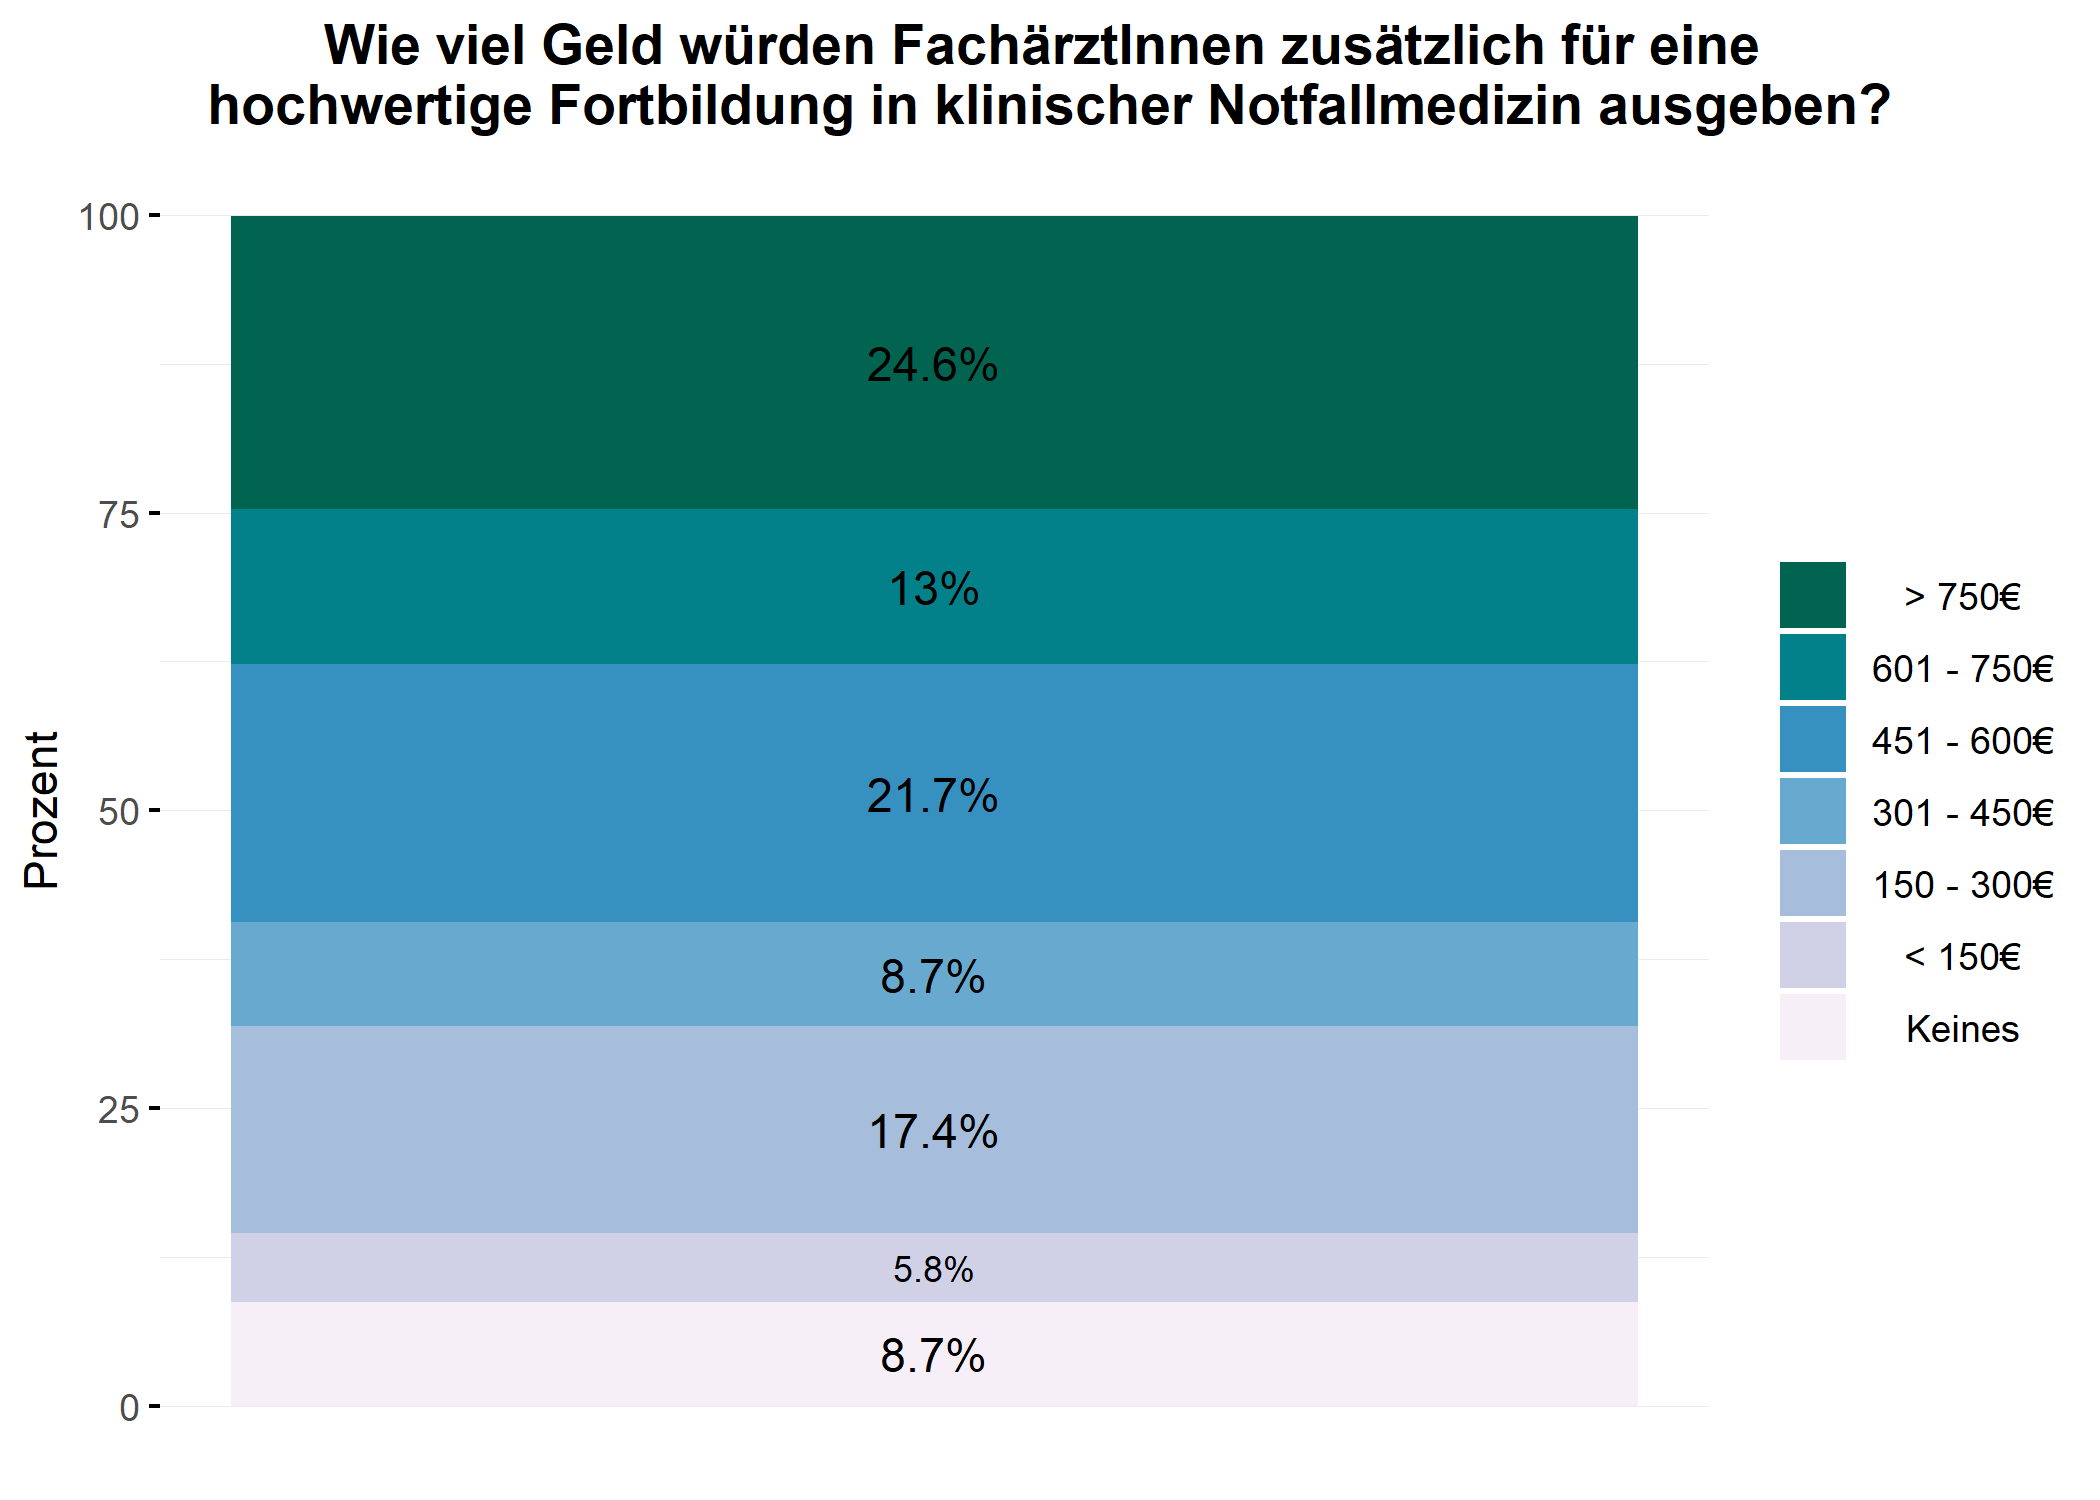 Wie viel Geld würden FachärztInnen zusätzlich für eine
hochwertige Fortbildung in klinischer Notfallmedizin ausgeben?
Prozent
100
75
50
25
0
24.6%
13%
21.7%
8.7%
17.4%
5.8%
8.7%
> 750€
601 - 750€
451 - 600€
301 - 450€
150 - 300€
< 150€
Keines